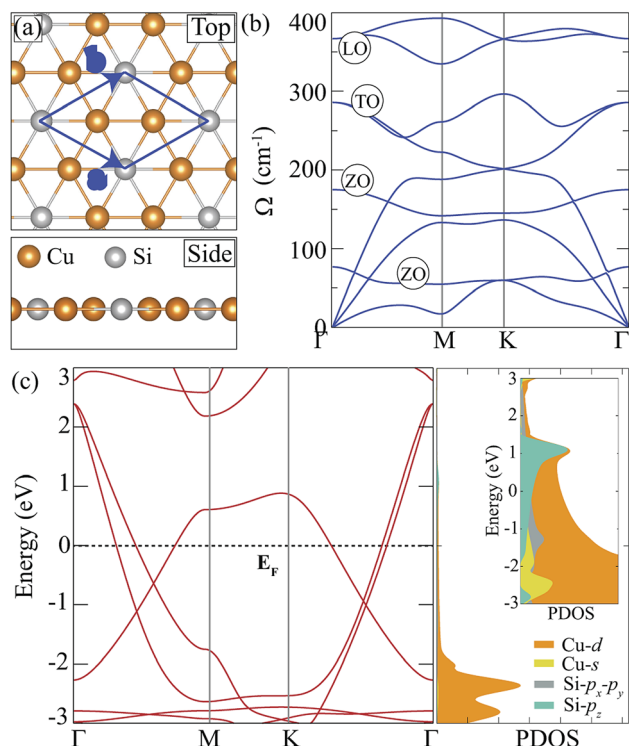 (a)
Top
b
a
Cu
Si
Side
(b)
Ω (cm-1)
400
300
200
100
0
LO
TO
ZO
ZO
Γ
M
K
Γ
(c)
Energy (eV)
3
2
1
0
-1
-2
-3
EF
Γ
M
K
Γ
Energy (eV)
3
2
1
0
-1
-2
-3
PDOS
Cu-d
Cu-s
Si-px-py
Si-pz
PDOS